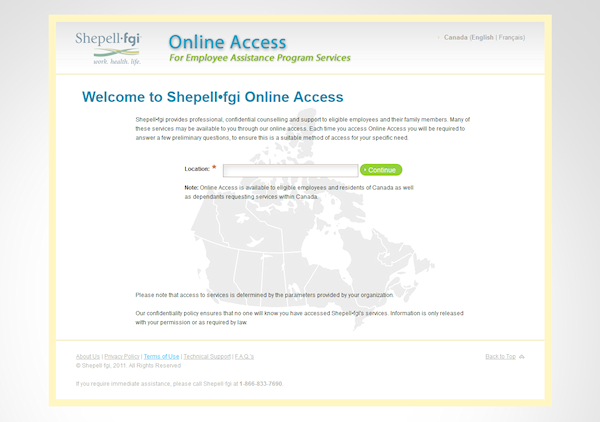 Shepell•fgi
work. health. life.
Online Access
For Employee Assistance Program Services
Canada (English | Français)
Welcome to Shepell•fgi Online Access
Shepell•fgi provides professional, confidential counselling and support to eligible employees and their family members. Many of
these services may be available to you through our online access. Each time you access Online Access you will be required to
answer a few preliminary questions, to ensure this is a suitable method of access for your specific need.
Location: * Continue
Note: Online Access is available to eligible employees and residents of Canada as well
as dependants requesting services within Canada.
Please note that access to services is determined by the parameters provided by your organization.
Our confidentiality policy ensures that no one will know you have accessed Shepell•fgi's services. Information is only released
with your permission or as required by law.
About Us | Privacy Policy | Terms of Use | Technical Support | F.A.Q.'s
Back to Top
© Shepell fgi, 2011. All Rights Reserved.
If you require immediate assistance, please call Shepell fgi at 1-866-833-7690.